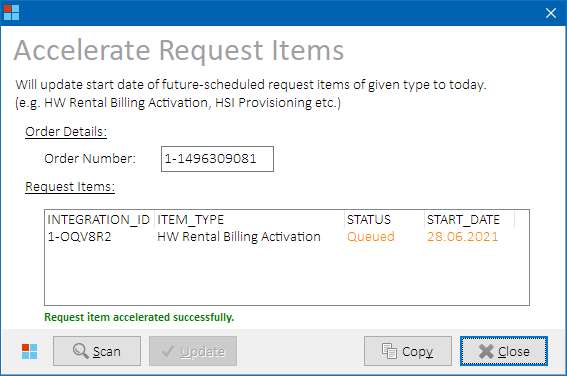 Accelerate Request Items
Will update start date of future-scheduled request items of given type to today.
(e.g. HW Rental Billing Activation, HSI Provisioning etc.)
Order Details:
Order Number: 1-1496309081
Request Items:
INTEGRATION_ID ITEM_TYPE STATUS START_DATE
1-OQV8R2 HW Rental Billing Activation Queued 28.06.2021
Request item accelerated successfully.
Scan Update Copy Close